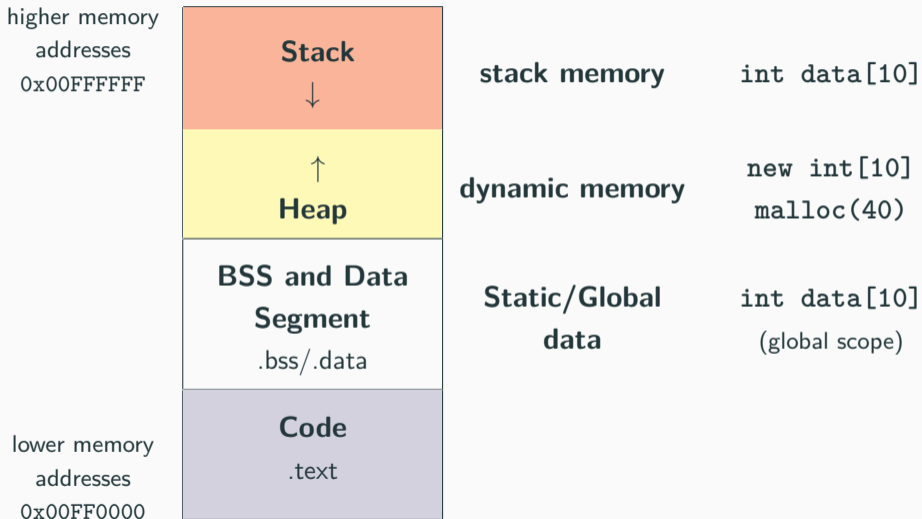 higher memory
addresses
0x00FFFFFF
Stack
↓
stack memory
int data[10]
↑
Heap
dynamic memory
new int[10]
malloc(40)
BSS and Data
Segment
.bss/.data
Static/Global
data
int data[10]
(global scope)
Code
.text
lower memory
addresses
0x00FF0000